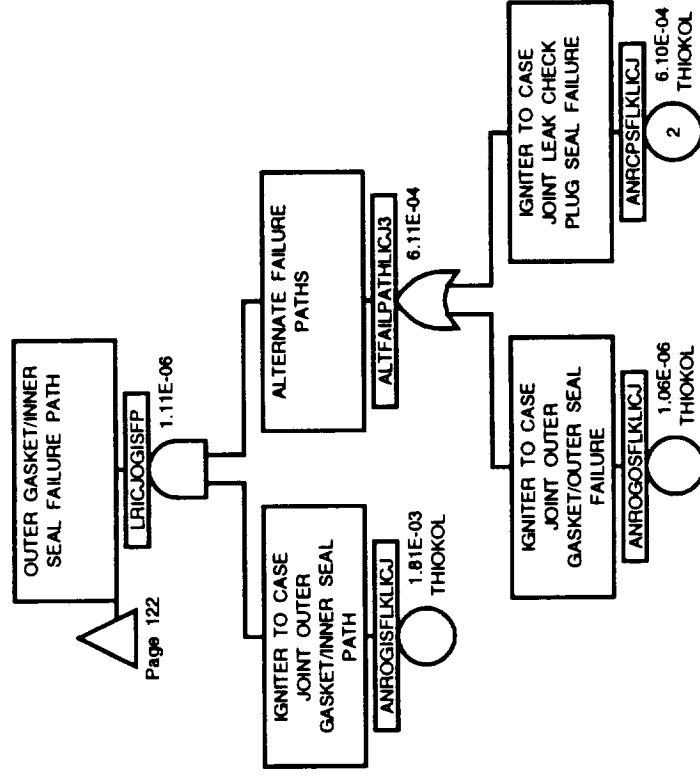 OUTER GASKET/INNER
SEAL FAILURE PATH
LRICJOGISFP
1.11E-06
Page 122
IGNITER TO CASE
JOINT OUTER
GASKET/INNER SEAL
PATH
ANROGISFLKLICJ
1.81E-03
THIOKOL
ALTERNATE FAILURE
PATHS
ALTFAILPATHLICJ3
6.11E-04
IGNITER TO CASE
JOINT OUTER
GASKET/OUTER SEAL
FAILURE
ANROGOSFLKLICJ
1.06E-06
THIOKOL
IGNITER TO CASE
JOINT LEAK CHECK
PLUG SEAL FAILURE
ANRCPSFLKLICJ
2
6.10E-04
THIOKOL